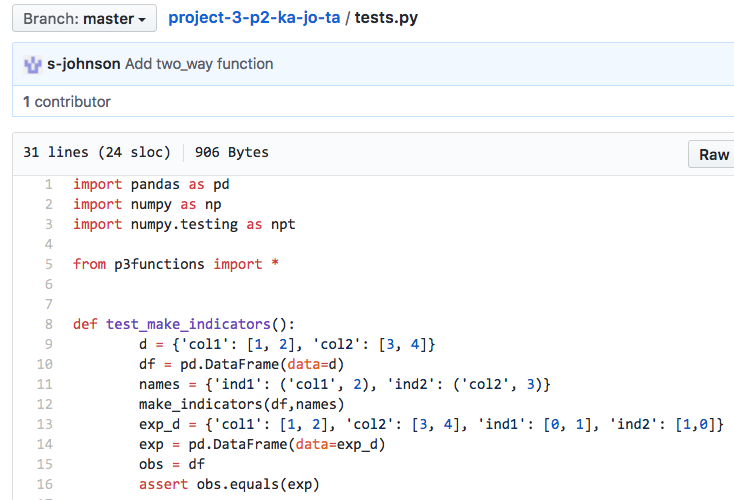 Branch: master project-3-p2-ka-jo-ta / tests.py
s-johnson Add two_way function
1 contributor
31 lines (24 sloc) 906 Bytes Raw
1 import pandas as pd
2 import numpy as np
3 import numpy.testing as npt
4
5 from p3functions import *
6
7
8 def test_make_indicators():
9         d = {'col1': [1, 2], 'col2': [3, 4]}
10         df = pd.DataFrame(data=d)
11         names = {'ind1': ('col1', 2), 'ind2': ('col2', 3)}
12         make_indicators(df,names)
13         exp_d = {'col1': [1, 2], 'col2': [3, 4], 'ind1': [0, 1], 'ind2': [1,0]}
14         exp = pd.DataFrame(data=exp_d)
15         obs = df
16         assert obs.equals(exp)